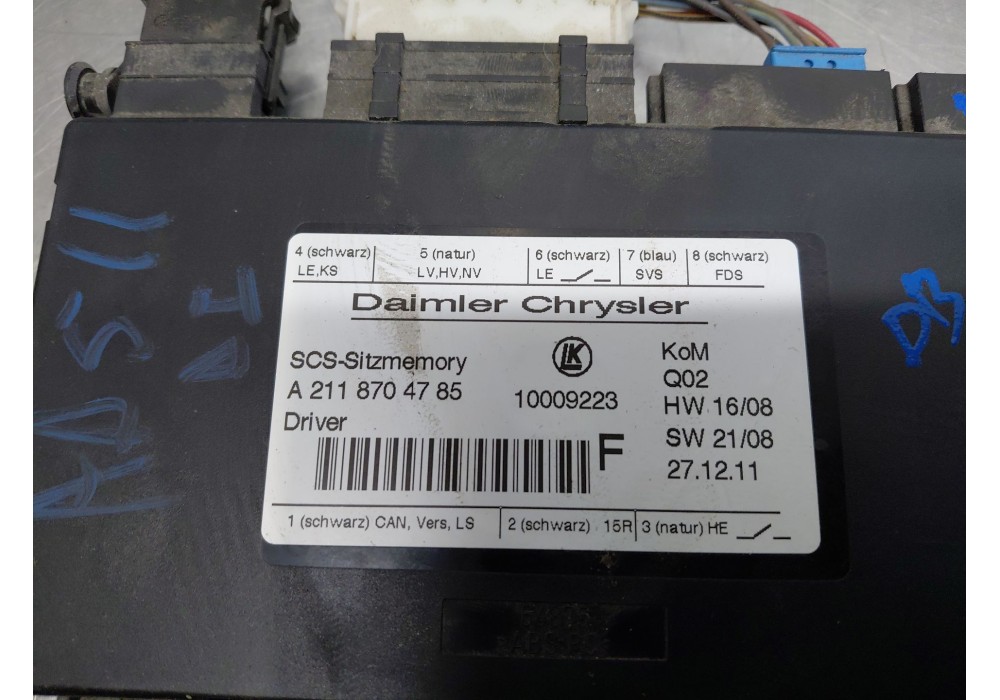 4 (schwarz) 5 (natur) 6 (schwarz) 7 (blau) 8 (schwarz)
LE,KS LV,HV,NV LE SVS FDS
Daimler Chrysler
SCS-Sitzmemory LK KoM
Q02
A 211 870 47 85 10009223 HW 16/08
Driver SW 21/08
F 27.12.11
1 (schwarz) CAN, Vers, LS 2 (schwarz) 15R 3 (natur) HE